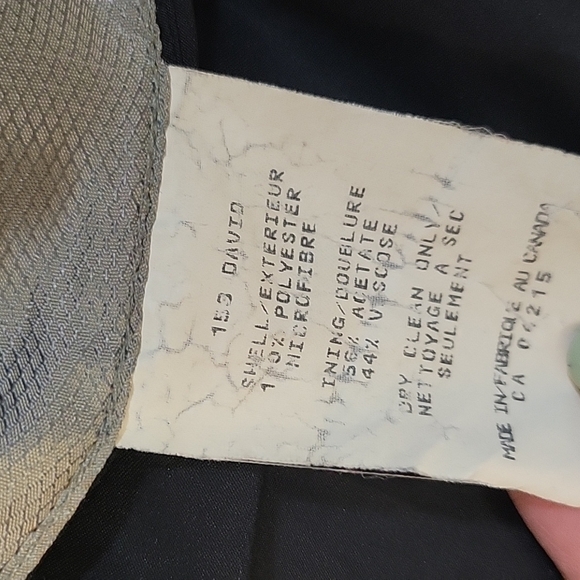 153 DAVID
SHELL/EXTERIEUR
100% POLYESTER
MICROFIBRE
LINING/DOUBLURE
56% ACETATE
44% VISCOSE
DRY CLEAN ONLY/
NETTOYAGE A SEC
SEULEMENT
MADE IN/FABRIQUE AU CANADA
CA 06215